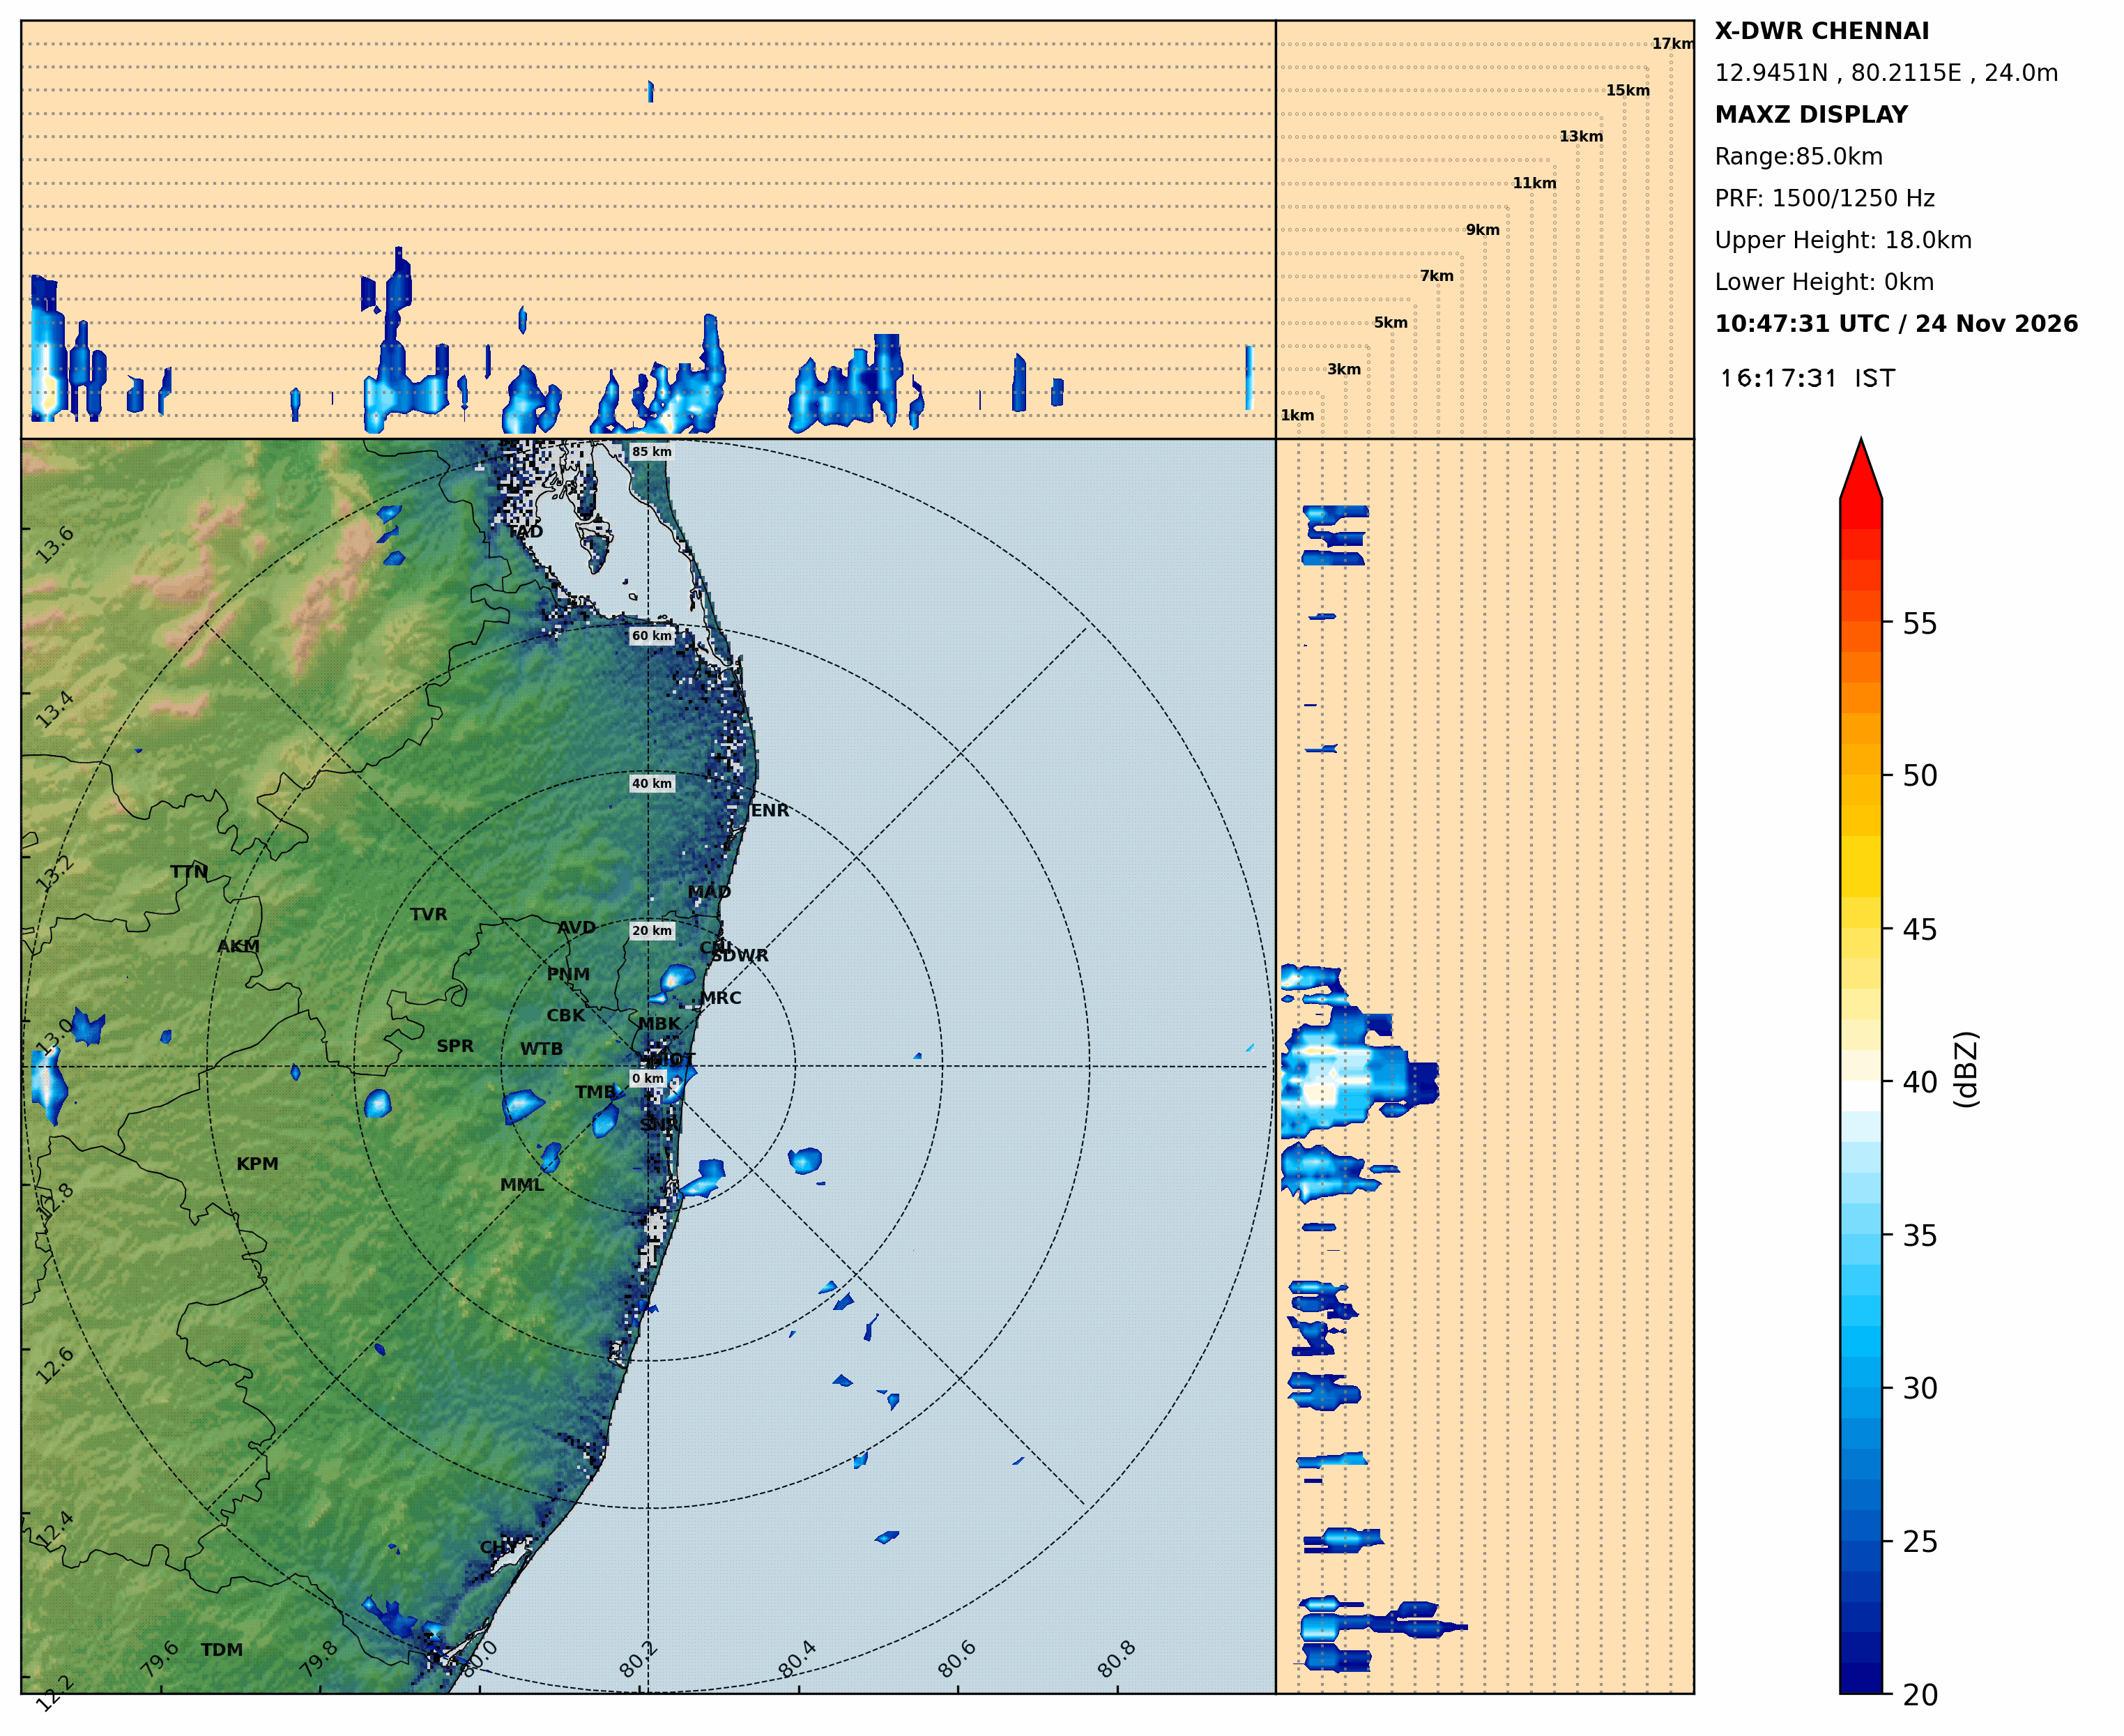 X-DWR CHENNAI
12.9451N , 80.2115E , 24.0m
MAXZ DISPLAY
Range:85.0km
PRF: 1500/1250 Hz
Upper Height: 18.0km
Lower Height: 0km
10:47:31 UTC / 24 Nov 2026
16:17:31 IST
17km
15km
13km
11km
9km
7km
5km
3km
1km
85 km
60 km
40 km
20 km
0 km
TAD
ENR
MAD
TTN
TVR
AVD
AKM
SDWR
PNM
MRC
CBK
MBK
SPR
WTB
TMB
SNR
KPM
MML
CHY
TDM
13.6
13.4
13.2
13.0
12.8
12.6
12.4
12.2
79.6
79.8
80.0
80.2
80.4
80.6
80.8
55
50
45
40
35
30
25
20
(dBZ)